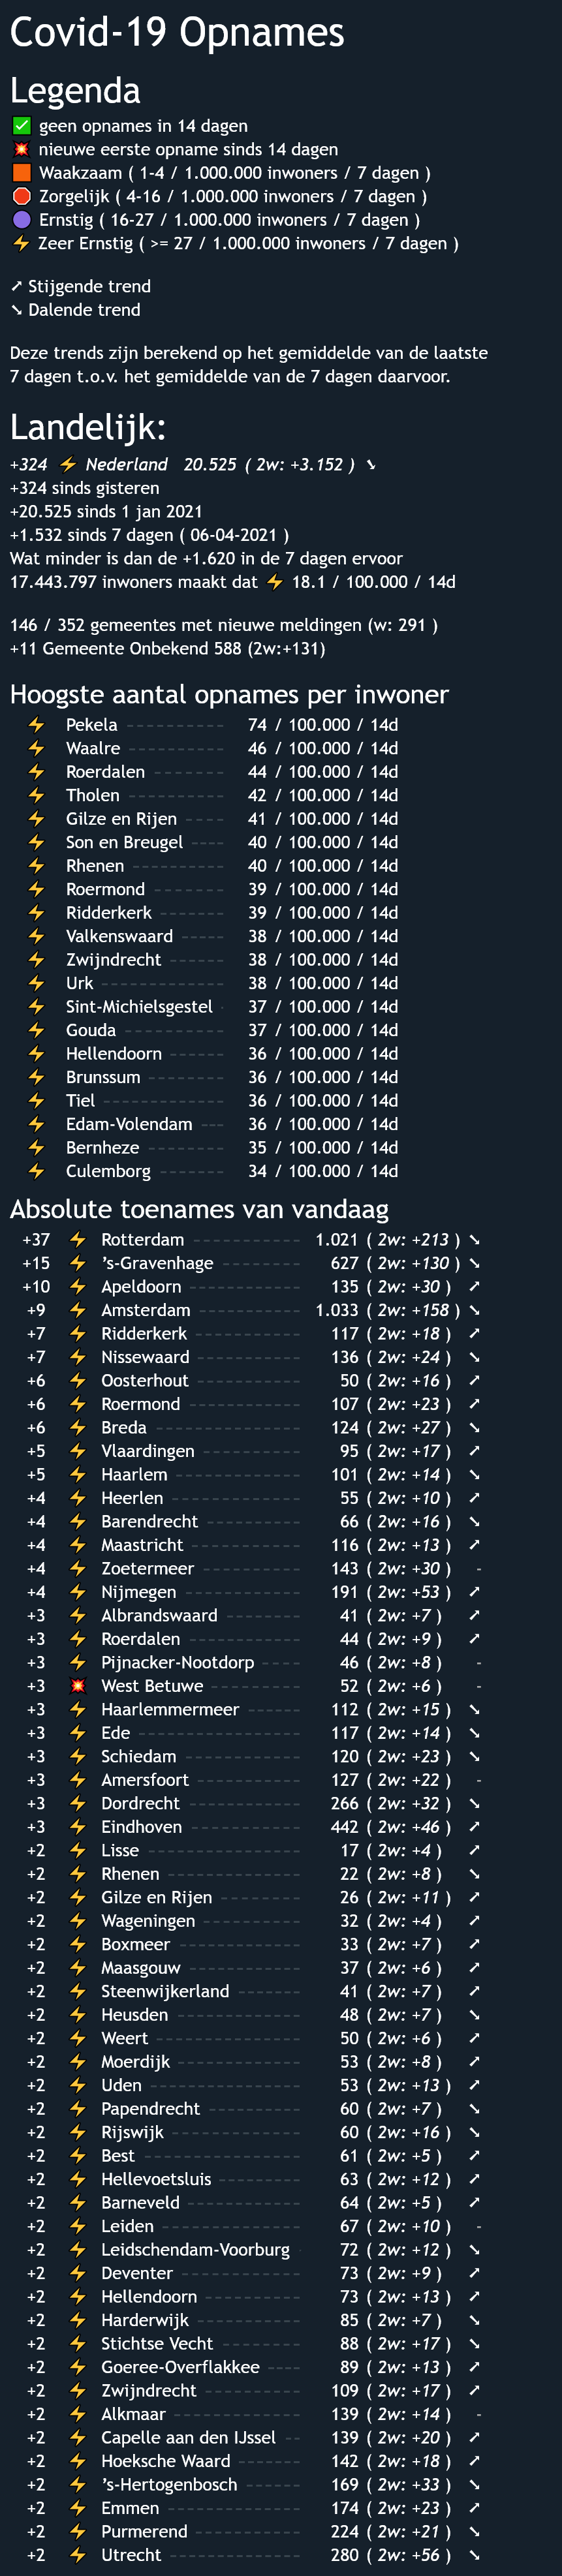 Covid-19 Opnames
Legenda
✅ geen opnames in 14 dagen
💥 nieuwe eerste opname sinds 14 dagen
🟧 Waakzaam ( 1-4 / 1.000.000 inwoners / 7 dagen )
🛑 Zorgelijk ( 4-16 / 1.000.000 inwoners / 7 dagen )
🟣 Ernstig ( 16-27 / 1.000.000 inwoners / 7 dagen )
⚡ Zeer Ernstig ( >= 27 / 1.000.000 inwoners / 7 dagen )
➚ Stijgende trend
➘ Dalende trend
Deze trends zijn berekend op het gemiddelde van de laatste
7 dagen t.o.v. het gemiddelde van de 7 dagen daarvoor.
Landelijk:
+324 ⚡ Nederland 20.525 ( 2w: +3.152 ) ➘
+324 sinds gisteren
+20.525 sinds 1 jan 2021
+1.532 sinds 7 dagen ( 06-04-2021 )
Wat minder is dan de +1.620 in de 7 dagen ervoor
17.443.797 inwoners maakt dat ⚡ 18.1 / 100.000 / 14d
146 / 352 gemeentes met nieuwe meldingen (w: 291 )
+11 Gemeente Onbekend 588 (2w:+131)
Hoogste aantal opnames per inwoner
⚡ Pekela 74 / 100.000 / 14d
⚡ Waalre 46 / 100.000 / 14d
⚡ Roerdalen 44 / 100.000 / 14d
⚡ Tholen 42 / 100.000 / 14d
⚡ Gilze en Rijen 41 / 100.000 / 14d
⚡ Son en Breugel 40 / 100.000 / 14d
⚡ Rhenen 40 / 100.000 / 14d
⚡ Roermond 39 / 100.000 / 14d
⚡ Ridderkerk 39 / 100.000 / 14d
⚡ Valkenswaard 38 / 100.000 / 14d
⚡ Zwijndrecht 38 / 100.000 / 14d
⚡ Urk 38 / 100.000 / 14d
⚡ Sint-Michielsgestel 37 / 100.000 / 14d
⚡ Gouda 37 / 100.000 / 14d
⚡ Hellendoorn 36 / 100.000 / 14d
⚡ Brunssum 36 / 100.000 / 14d
⚡ Tiel 36 / 100.000 / 14d
⚡ Edam-Volendam 36 / 100.000 / 14d
⚡ Bernheze 35 / 100.000 / 14d
⚡ Culemborg 34 / 100.000 / 14d
Absolute toenames van vandaag
+37 ⚡ Rotterdam 1.021 ( 2w: +213 ) ➘
+15 ⚡ 's-Gravenhage 627 ( 2w: +130 ) ➘
+10 ⚡ Apeldoorn 135 ( 2w: +30 ) ➚
+9 ⚡ Amsterdam 1.033 ( 2w: +158 ) ➘
+7 ⚡ Ridderkerk 117 ( 2w: +18 ) ➚
+7 ⚡ Nissewaard 136 ( 2w: +24 ) ➘
+6 ⚡ Oosterhout 50 ( 2w: +16 ) ➚
+6 ⚡ Roermond 107 ( 2w: +23 ) ➚
+6 ⚡ Breda 124 ( 2w: +27 ) ➘
+5 ⚡ Vlaardingen 95 ( 2w: +17 ) ➚
+5 ⚡ Haarlem 101 ( 2w: +14 ) ➘
+4 ⚡ Heerlen 55 ( 2w: +10 ) ➚
+4 ⚡ Barendrecht 66 ( 2w: +16 ) ➘
+4 ⚡ Maastricht 116 ( 2w: +13 ) ➚
+4 ⚡ Zoetermeer 143 ( 2w: +30 ) -
+4 ⚡ Nijmegen 191 ( 2w: +53 ) ➚
+3 ⚡ Albrandswaard 41 ( 2w: +7 ) ➚
+3 ⚡ Roerdalen 44 ( 2w: +9 ) ➚
+3 ⚡ Pijnacker-Nootdorp 46 ( 2w: +8 ) -
+3 💥 West Betuwe 52 ( 2w: +6 ) -
+3 ⚡ Haarlemmermeer 112 ( 2w: +15 ) ➘
+3 ⚡ Ede 117 ( 2w: +14 ) ➘
+3 ⚡ Schiedam 120 ( 2w: +23 ) ➘
+3 ⚡ Amersfoort 127 ( 2w: +22 ) -
+3 ⚡ Dordrecht 266 ( 2w: +32 ) ➘
+3 ⚡ Eindhoven 442 ( 2w: +46 ) ➚
+2 ⚡ Lisse 17 ( 2w: +4 ) ➚
+2 ⚡ Rhenen 22 ( 2w: +8 ) ➘
+2 ⚡ Gilze en Rijen 26 ( 2w: +11 ) ➚
+2 ⚡ Wageningen 32 ( 2w: +4 ) ➚
+2 ⚡ Boxmeer 33 ( 2w: +7 ) ➚
+2 ⚡ Maasgouw 37 ( 2w: +6 ) ➚
+2 ⚡ Steenwijkerland 41 ( 2w: +7 ) ➚
+2 ⚡ Heusden 48 ( 2w: +7 ) ➘
+2 ⚡ Weert 50 ( 2w: +6 ) ➚
+2 ⚡ Moerdijk 53 ( 2w: +8 ) ➚
+2 ⚡ Uden 53 ( 2w: +13 ) ➚
+2 ⚡ Papendrecht 60 ( 2w: +7 ) ➘
+2 ⚡ Rijswijk 60 ( 2w: +16 ) ➘
+2 ⚡ Best 61 ( 2w: +5 ) ➚
+2 ⚡ Hellevoetsluis 63 ( 2w: +12 ) ➚
+2 ⚡ Barneveld 64 ( 2w: +5 ) ➚
+2 ⚡ Leiden 67 ( 2w: +10 ) -
+2 ⚡ Leidschendam-Voorburg 72 ( 2w: +12 ) ➘
+2 ⚡ Deventer 73 ( 2w: +9 ) ➚
+2 ⚡ Hellendoorn 73 ( 2w: +13 ) ➚
+2 ⚡ Harderwijk 85 ( 2w: +7 ) ➘
+2 ⚡ Stichtse Vecht 88 ( 2w: +17 ) ➘
+2 ⚡ Goeree-Overflakkee 89 ( 2w: +13 ) ➚
+2 ⚡ Zwijndrecht 109 ( 2w: +17 ) ➚
+2 ⚡ Alkmaar 139 ( 2w: +14 ) -
+2 ⚡ Capelle aan den IJssel 139 ( 2w: +20 ) ➚
+2 ⚡ Hoeksche Waard 142 ( 2w: +18 ) ➚
+2 ⚡ 's-Hertogenbosch 169 ( 2w: +33 ) ➘
+2 ⚡ Emmen 174 ( 2w: +23 ) ➚
+2 ⚡ Purmerend 224 ( 2w: +21 ) ➘
+2 ⚡ Utrecht 280 ( 2w: +56 ) ➘